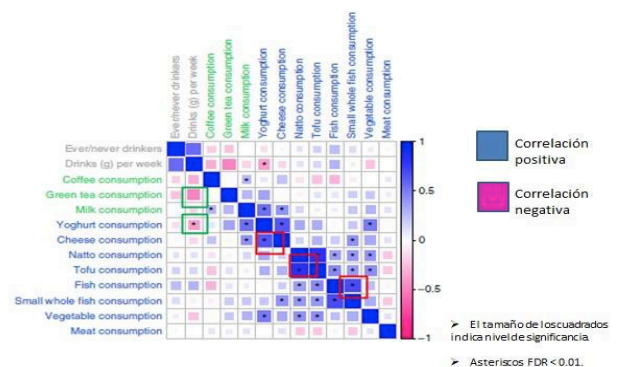 Ever/never drinkers
Drinks (g) per week
Coffee consumption
Green tea consumption
Milk consumption
Yoghurt consumption
Cheese consumption
Natto consumption
Tofu consumption
Fish consumption
Small whole fish consumption
Vegetable consumption
Meat consumption
Ever/never drinkers
Drinks (g) per week
Coffee consumption
Green tea consumption
Milk consumption
Yoghurt consumption
Cheese consumption
Natto consumption
Tofu consumption
Fish consumption
Small whole fish consumption
Vegetable consumption
Meat consumption
1
0.5
0
−0.5
−1
Correlación
positiva
Correlación
negativa
➢ El tamaño de loscuadrados
indica nivel de significancia.
➢ Asteriscos FDR < 0.01.